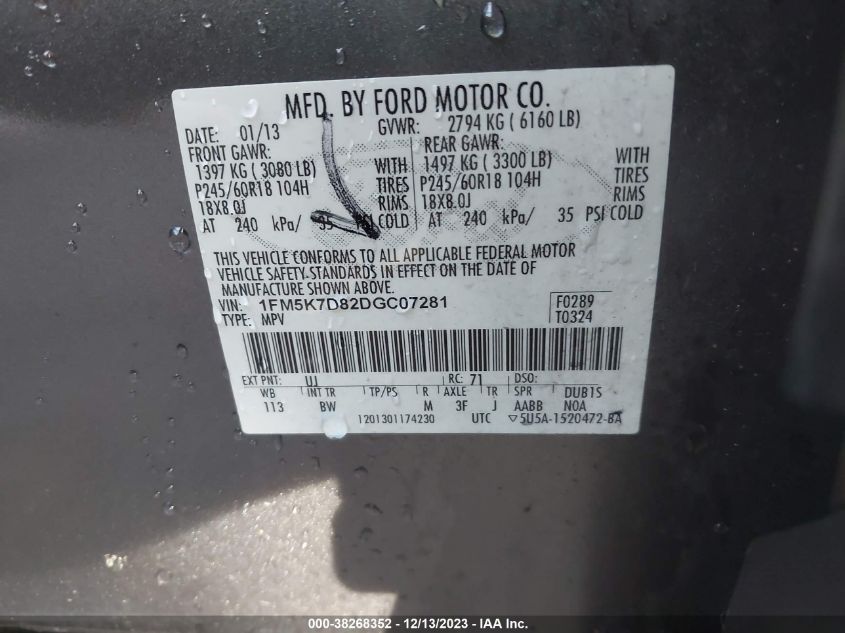 MFD. BY FORD MOTOR CO.
DATE: 01/13 GVWR: 2794 KG ( 6160 LB)
FRONT GAWR: REAR GAWR:
1397 KG ( 3080 LB) WITH 1497 KG ( 3300 LB) WITH
P245/60R18 104H TIRES P245/60R18 104H TIRES
18X8.0J RIMS 18X8.0J RIMS
AT 240 kPa/ 35 PSI COLD AT 240 kPa/ 35 PSI COLD
THIS VEHICLE CONFORMS TO ALL APPLICABLE FEDERAL MOTOR
VEHICLE SAFETY STANDARDS IN EFFECT ON THE DATE OF
MANUFACTURE SHOWN ABOVE.
VIN: 1FM5K7D82DGC07281 F0289
TYPE: MPV T0324
EXT PNT: UJ RC: 71 DSO:
WB INT TR TP/PS R AXLE TR SPR DUB1S
113 BW M 3F J AABB N0A
1201301174230 UTC ▽5U5A-1520472-BA
000-38268352 - 12/13/2023 - IAA Inc.